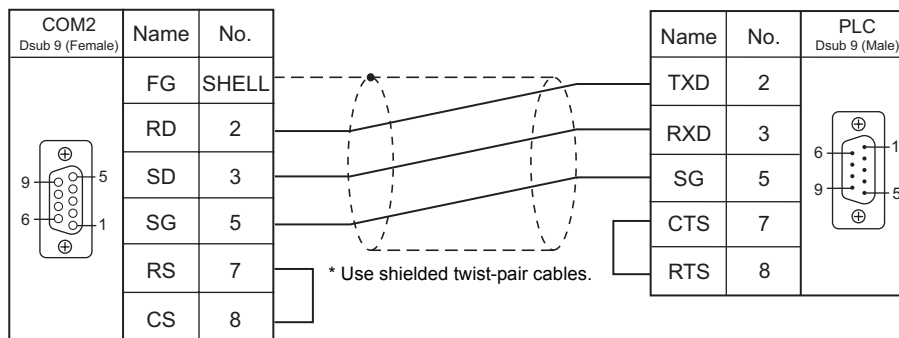 COM2
Dsub 9 (Female)
Name No.
FG SHELL
RD 2
SD 3
SG 5
RS 7
CS 8
9
6
5
1
* Use shielded twist-pair cables.
Name No.
TXD 2
RXD 3
SG 5
CTS 7
RTS 8
PLC
Dsub 9 (Male)
6
9
1
5